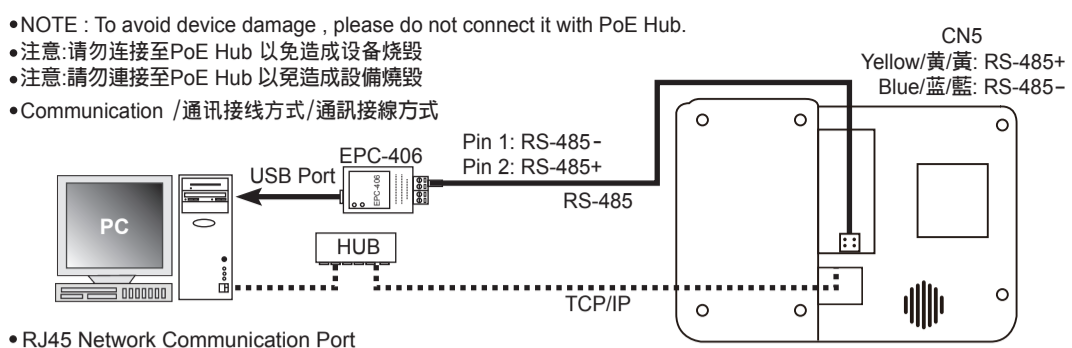 •NOTE : To avoid device damage , please do not connect it with PoE Hub.
•注意:请勿连接至PoE Hub 以免造成设备烧毁
•注意:請勿連接至PoE Hub 以冤造成設備燒毀
•Communication /通讯接线方式/通訊接線方式
CN5
Yellow/黄/黃: RS-485+
Blue/蓝/藍: RS-485-
Pin 1: RS-485-
Pin 2: RS-485+
EPC-406
USB Port
EPC-406
RS-485
PC
HUB
TCP/IP
• RJ45 Network Communication Port